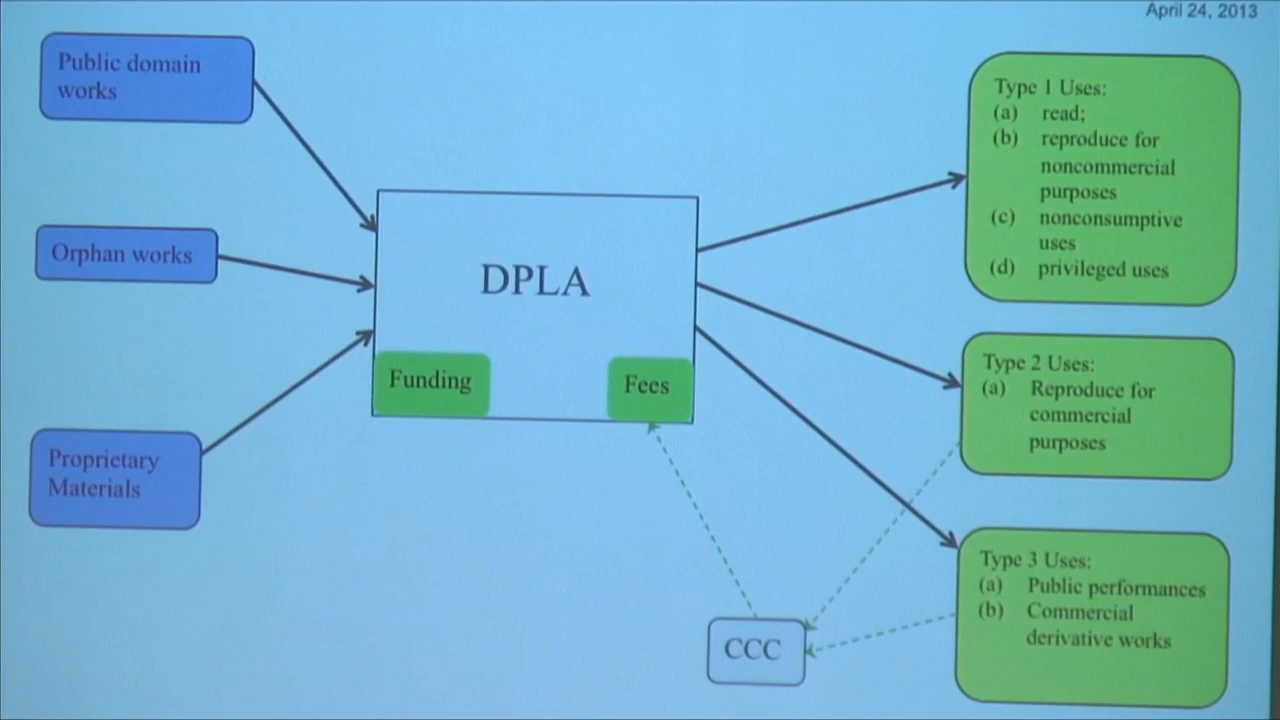 April 24, 2013
Public domain
works
Orphan works
Proprietary
Materials
DPLA
Funding
Fees
Type 1 Uses:
(a) read;
(b) reproduce for
noncommercial
purposes
(c) nonconsumptive
uses
(d) privileged uses
Type 2 Uses:
(a) Reproduce for
commercial
purposes
Type 3 Uses:
(a) Public performances
(b) Commercial
derivative works
CCC